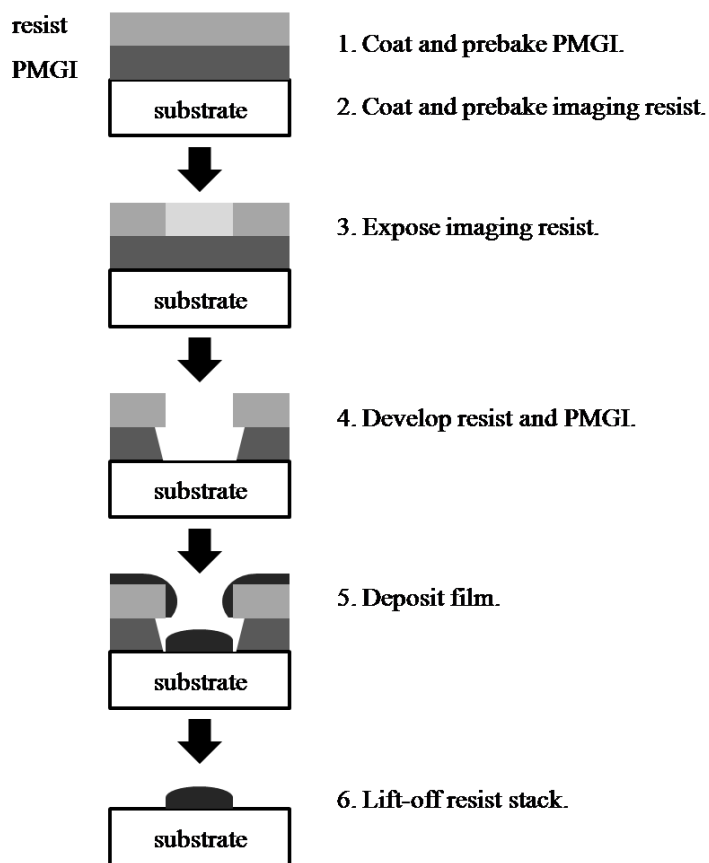 resist
PMGI
substrate
1. Coat and prebake PMGI.
2. Coat and prebake imaging resist.
substrate
3. Expose imaging resist.
substrate
4. Develop resist and PMGI.
substrate
5. Deposit film.
substrate
6. Lift-off resist stack.